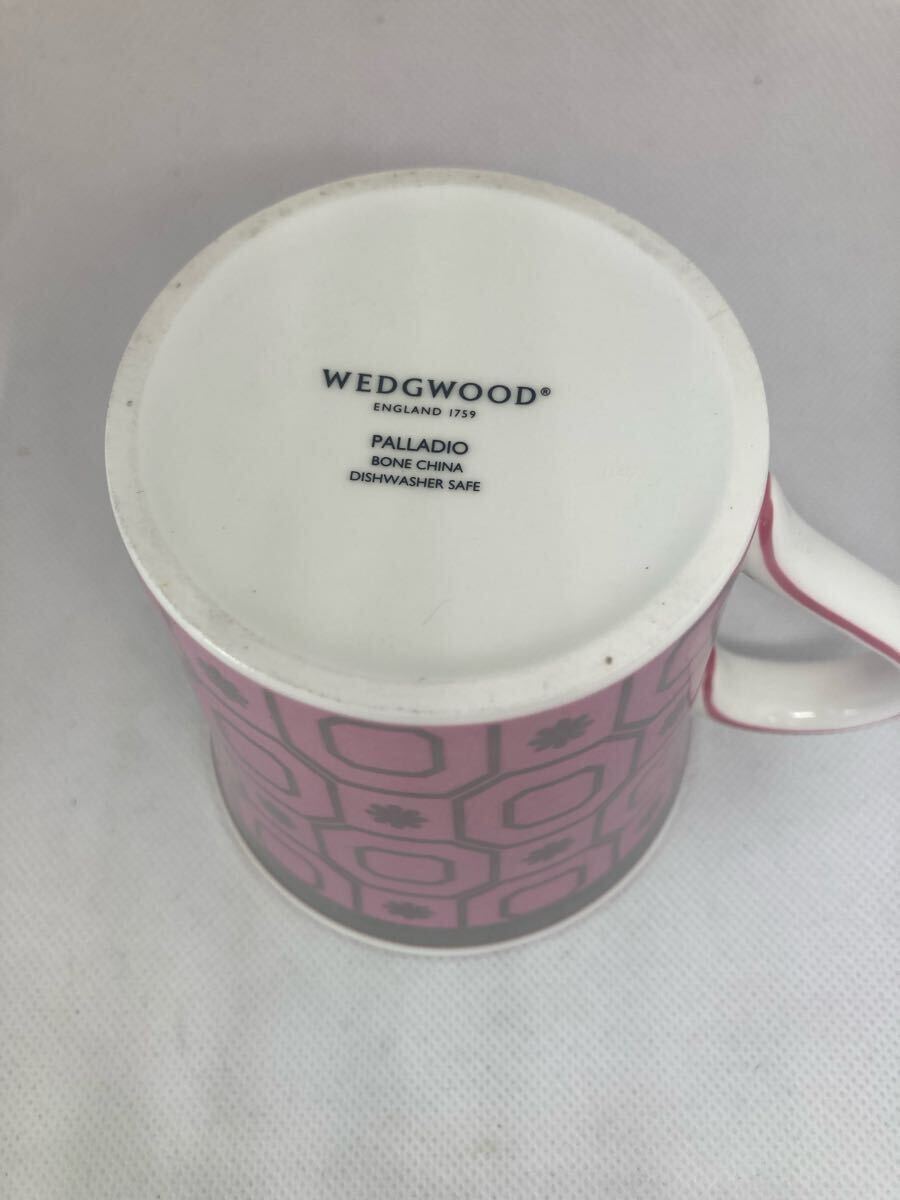 WEDGWOOD®
ENGLAND 1759
PALLADIO
BONE CHINA
DISHWASHER SAFE